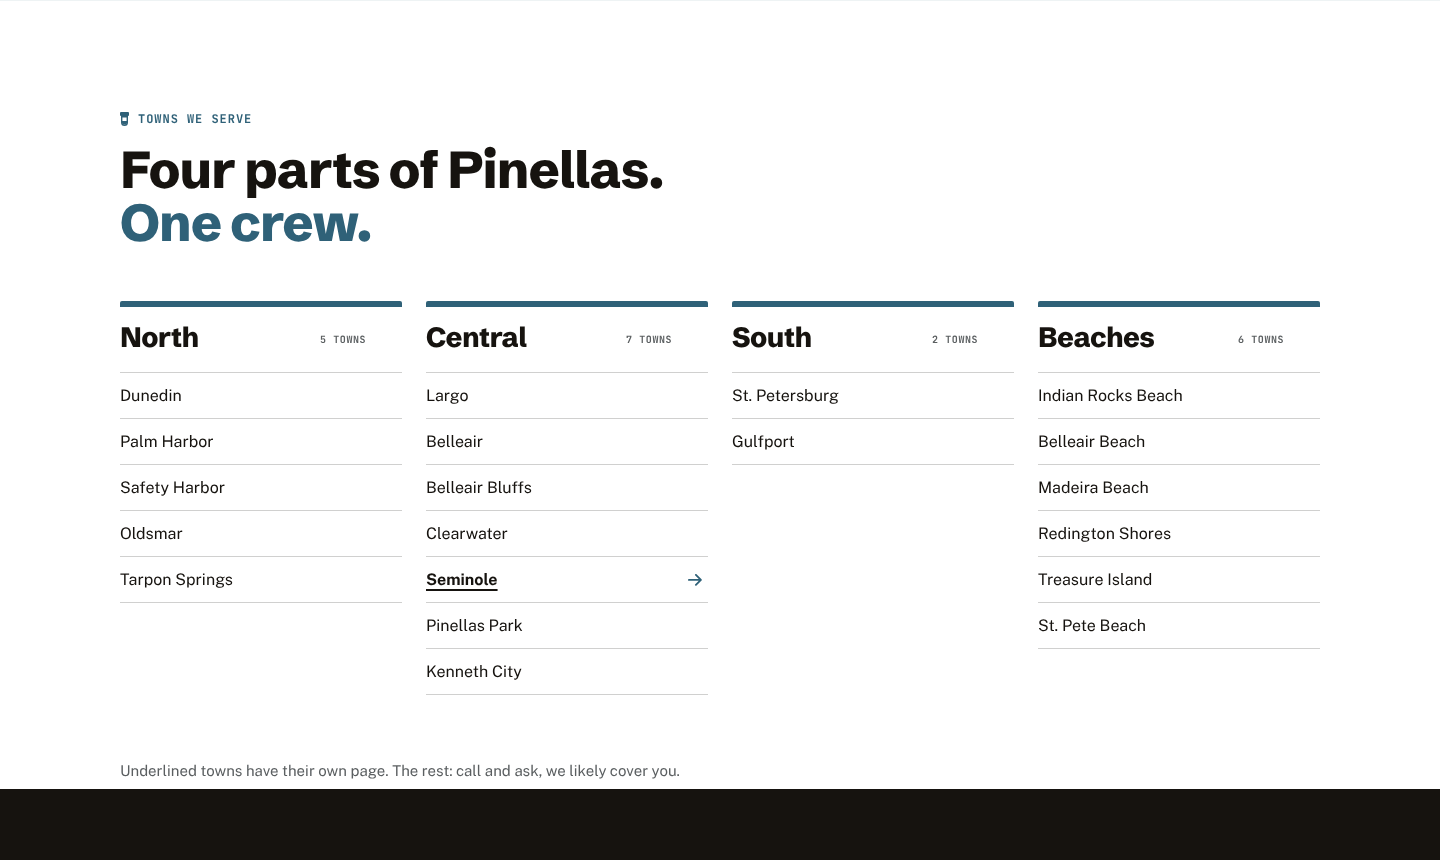 TOWNS WE SERVE
Four parts of Pinellas.
One crew.
North 5 TOWNS
Dunedin
Palm Harbor
Safety Harbor
Oldsmar
Tarpon Springs
Central 7 TOWNS
Largo
Belleair
Belleair Bluffs
Clearwater
Seminole →
Pinellas Park
Kenneth City
South 2 TOWNS
St. Petersburg
Gulfport
Beaches 6 TOWNS
Indian Rocks Beach
Belleair Beach
Madeira Beach
Redington Shores
Treasure Island
St. Pete Beach
Underlined towns have their own page. The rest: call and ask, we likely cover you.